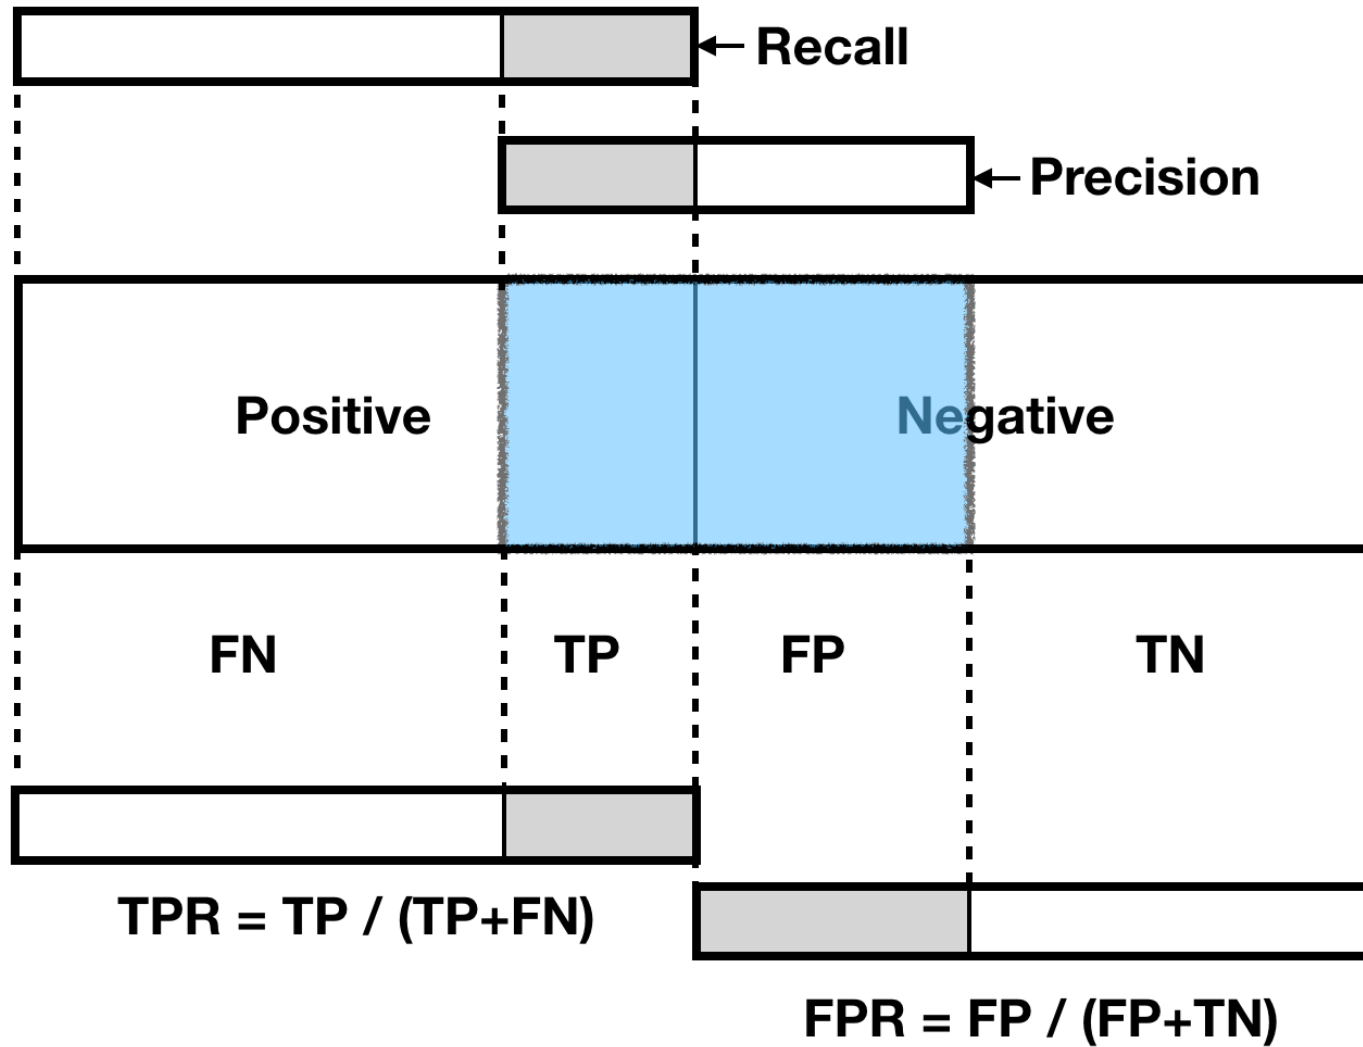 Recall
Precision
Positive
Negative
FN
TP
FP
TN
TPR = TP / (TP+FN)
FPR = FP / (FP+TN)